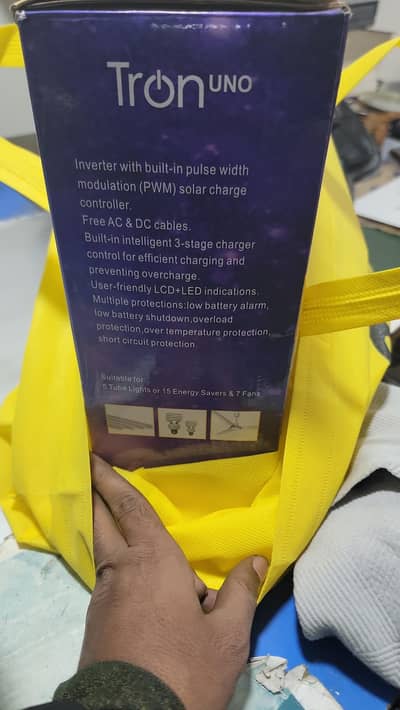 Tron UNO
Inverter with built-in pulse width
modulation (PWM) solar charge
controller.
Free AC & DC cables.
Built-in intelligent 3-stage charger
control for efficient charging and
preventing overcharge.
User-friendly LCD+LED indications.
Multiple protections:low battery alarm,
low battery shutdown,overload
protection,over temperature protection,
short circuit protection.
Suitable for
5 Tube Lights or 15 Energy Savers & 7 Fans